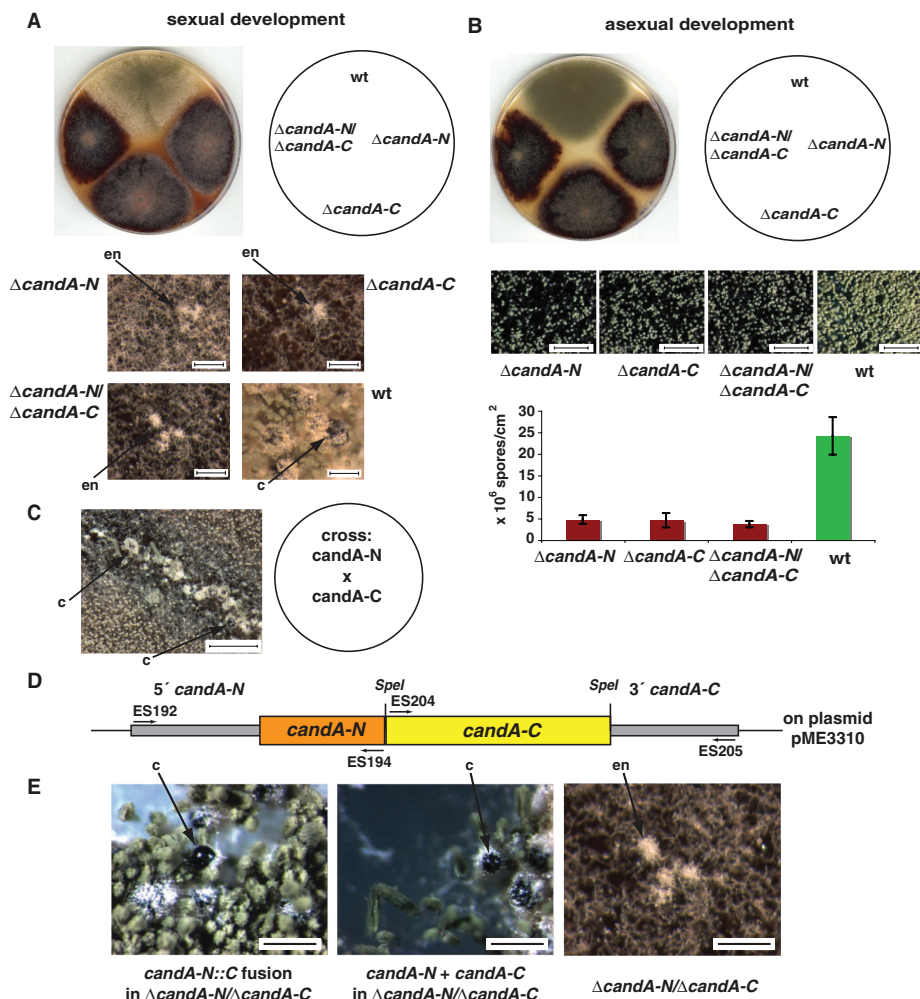 A
sexual development
wt
ΔcandA-N/
ΔcandA-C
ΔcandA-N
ΔcandA-C
en
en
ΔcandA-N
ΔcandA-C
ΔcandA-N/
ΔcandA-C
wt
en
c
B
asexual development
wt
ΔcandA-N/
ΔcandA-C
ΔcandA-N
ΔcandA-C
ΔcandA-N
ΔcandA-C
ΔcandA-N/
ΔcandA-C
wt
x 10⁶ spores/cm²
30
25
20
15
10
5
0
ΔcandA-N
ΔcandA-C
ΔcandA-N/
ΔcandA-C
wt
C
c
c
cross:
candA-N
x
candA-C
D
5´ candA-N
SpeI
SpeI
3´ candA-C
ES192
ES204
candA-N
candA-C
ES194
ES205
on plasmid
pME3310
E
c
c
en
candA-N::C fusion
in ΔcandA-N/ΔcandA-C
candA-N + candA-C
in ΔcandA-N/ΔcandA-C
ΔcandA-N/ΔcandA-C